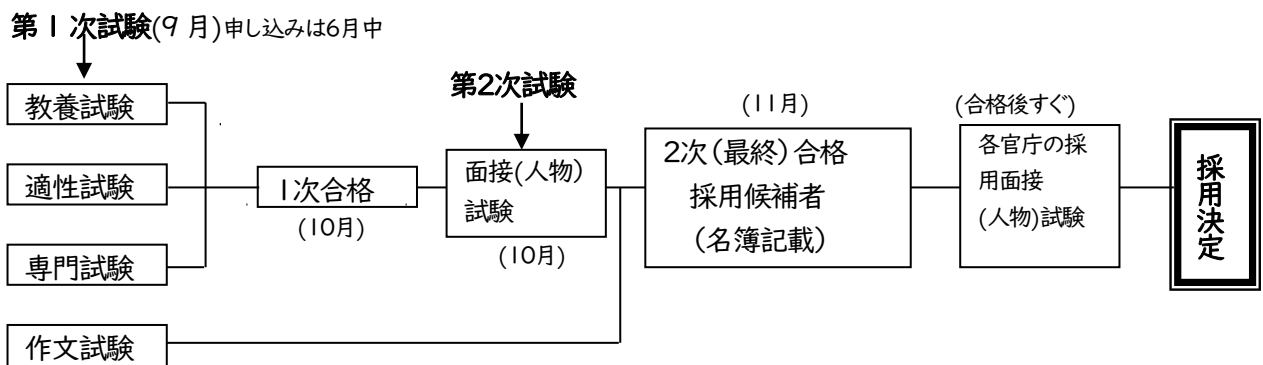 第1次試験(9月)申し込みは6月中
教養試験
適性試験
専門試験
作文試験
1次合格
(10月)
第2次試験
面接(人物)
試験
(10月)
(11月)
2次(最終)合格
採用候補者
(名簿記載)
(合格後すぐ)
各官庁の採
用面接
(人物)試験
採用決定